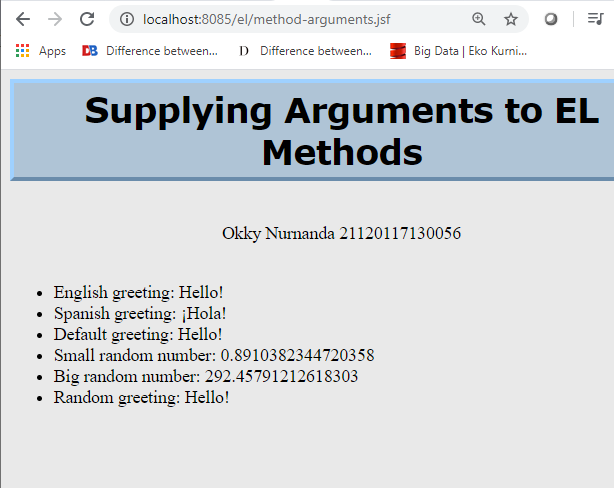 localhost:8085/el/method-arguments.jsf
Apps DB Difference between... D Difference between... Big Data | Eko Kurni...
Supplying Arguments to EL
Methods
Okky Nurnanda 21120117130056
• English greeting: Hello!
• Spanish greeting: ¡Hola!
• Default greeting: Hello!
• Small random number: 0.8910382344720358
• Big random number: 292.45791212618303
• Random greeting: Hello!